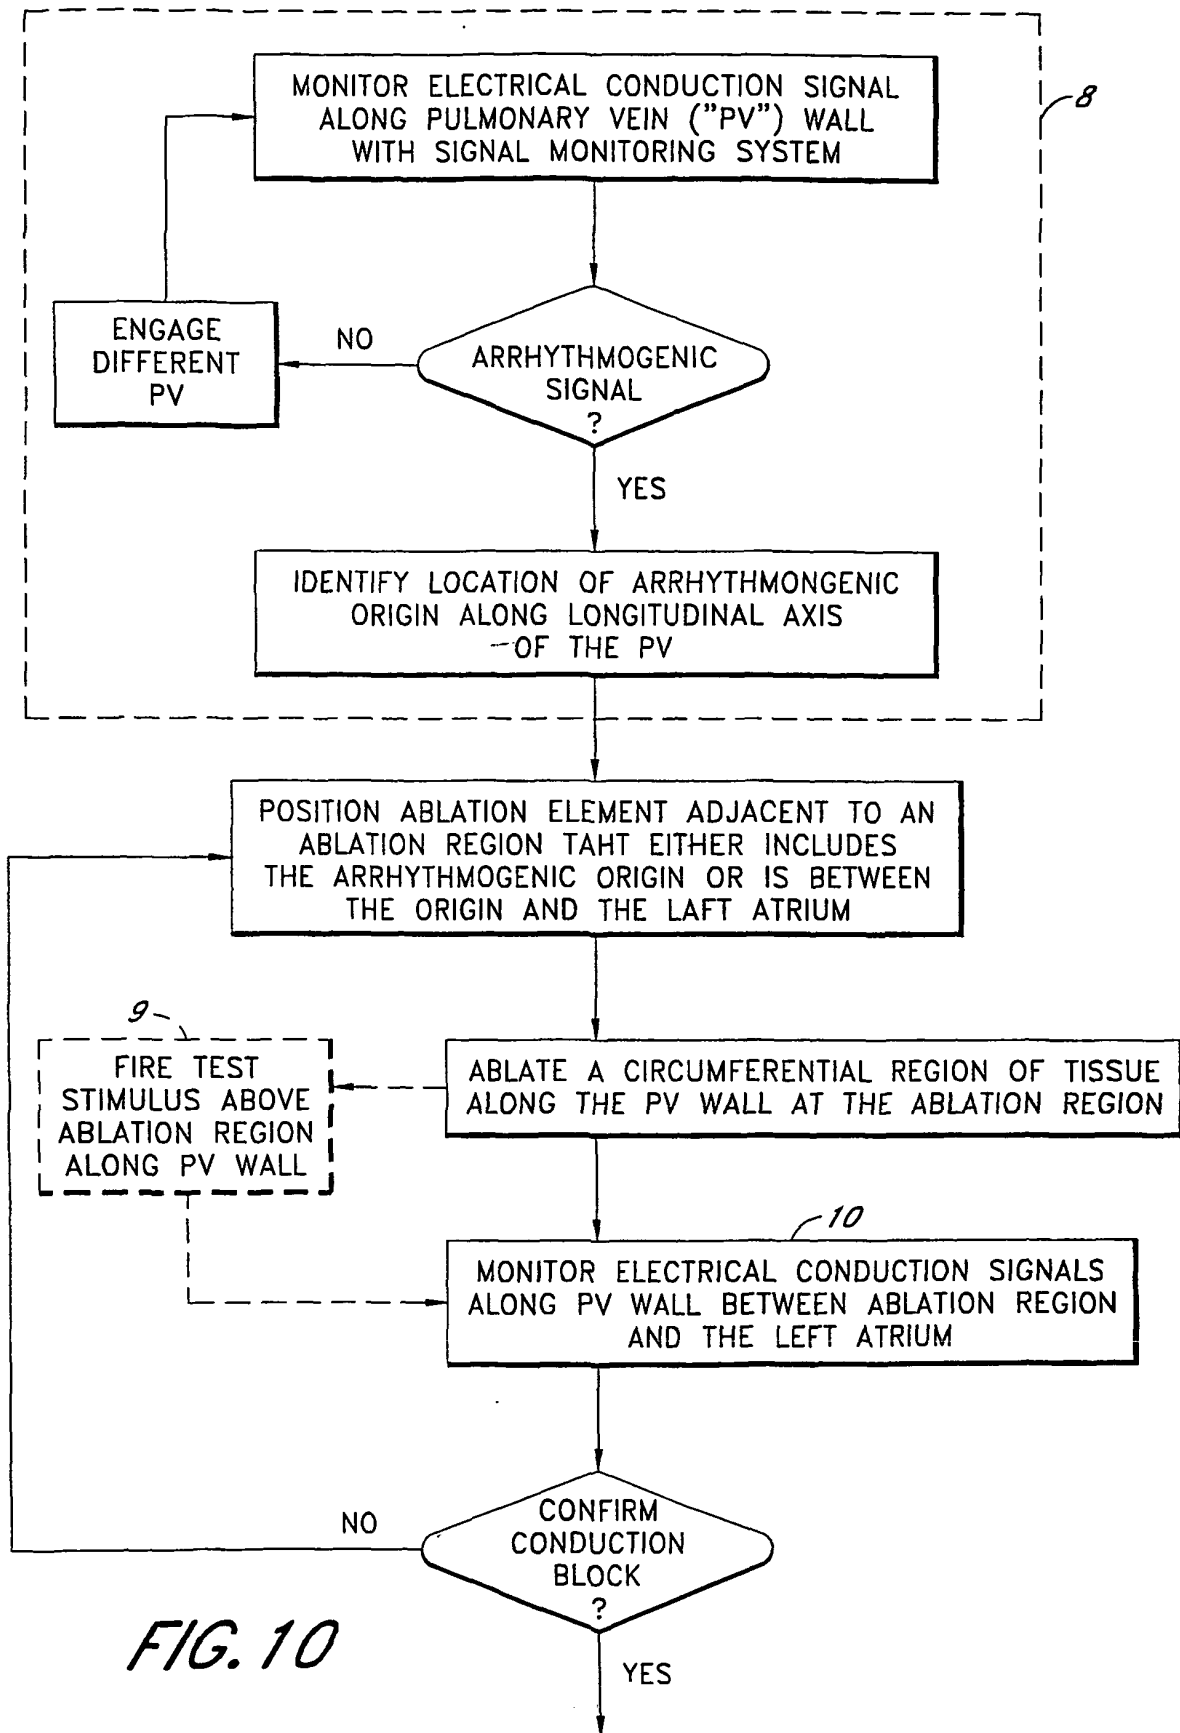 MONITOR ELECTRICAL CONDUCTION SIGNAL
ALONG PULMONARY VEIN ("PV") WALL
WITH SIGNAL MONITORING SYSTEM
8
ENGAGE
DIFFERENT
PV
NO
ARRHYTHMOGENIC
SIGNAL
?
YES
IDENTIFY LOCATION OF ARRHYTHMONGENIC
ORIGIN ALONG LONGITUDINAL AXIS
OF THE PV
POSITION ABLATION ELEMENT ADJACENT TO AN
ABLATION REGION TAHT EITHER INCLUDES
THE ARRHYTHMOGENIC ORIGIN OR IS BETWEEN
THE ORIGIN AND THE LAFT ATRIUM
9
FIRE TEST
STIMULUS ABOVE
ABLATION REGION
ALONG PV WALL
ABLATE A CIRCUMFERENTIAL REGION OF TISSUE
ALONG THE PV WALL AT THE ABLATION REGION
10
MONITOR ELECTRICAL CONDUCTION SIGNALS
ALONG PV WALL BETWEEN ABLATION REGION
AND THE LEFT ATRIUM
NO
CONFIRM
CONDUCTION
BLOCK
?
YES
FIG. 10